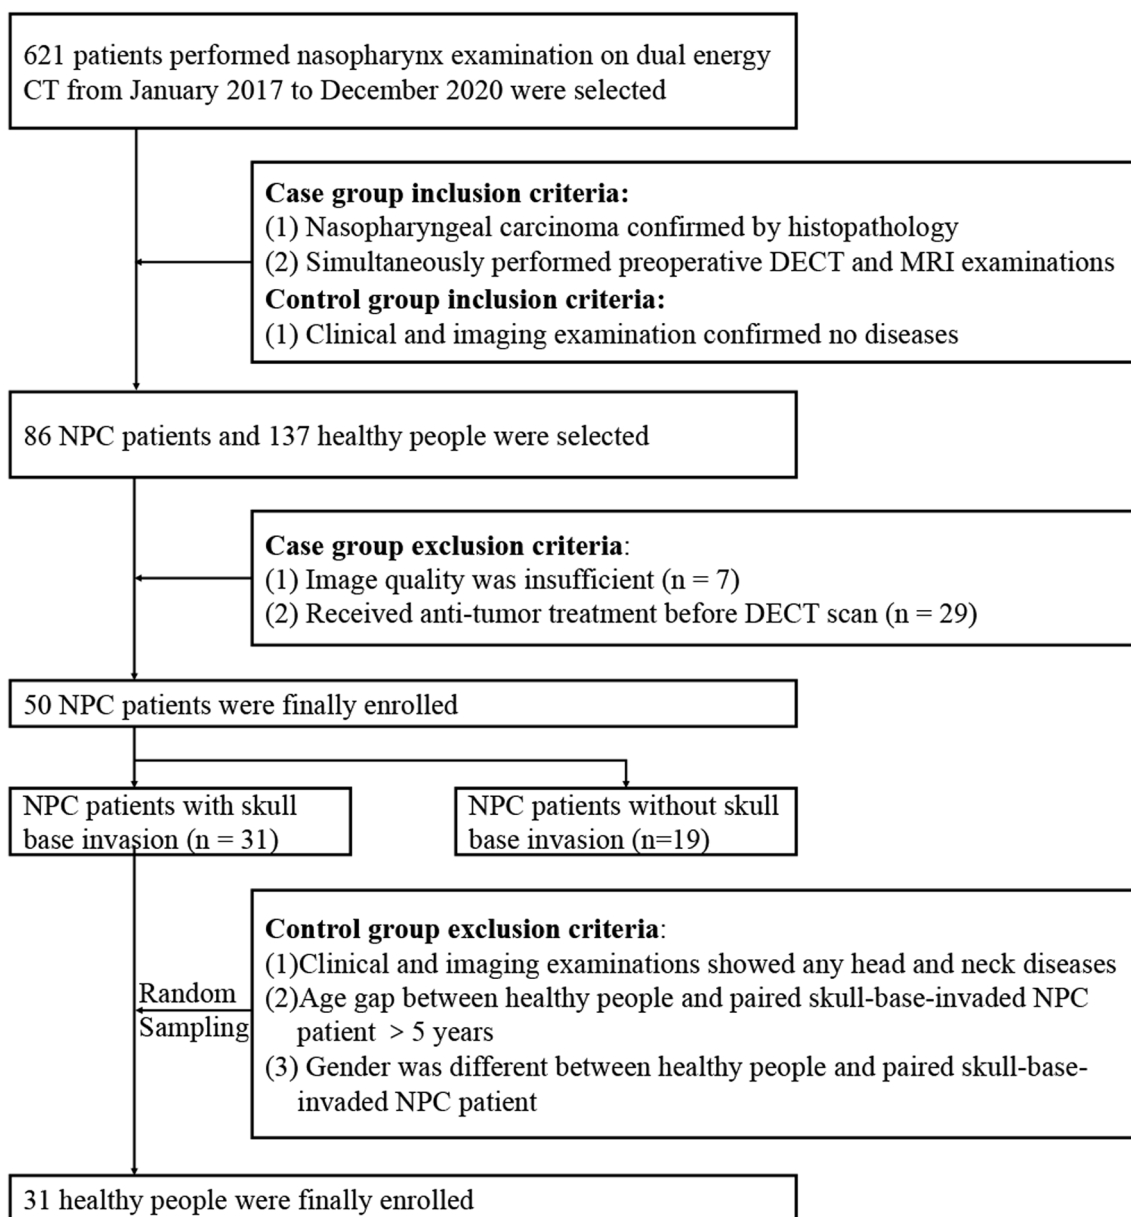 621 patients performed nasopharynx examination on dual energy
CT from January 2017 to December 2020 were selected
Case group inclusion criteria:
(1) Nasopharyngeal carcinoma confirmed by histopathology
(2) Simultaneously performed preoperative DECT and MRI examinations
Control group inclusion criteria:
(1) Clinical and imaging examination confirmed no diseases
86 NPC patients and 137 healthy people were selected
Case group exclusion criteria:
(1) Image quality was insufficient (n = 7)
(2) Received anti-tumor treatment before DECT scan (n = 29)
50 NPC patients were finally enrolled
NPC patients with skull
base invasion (n = 31)
NPC patients without skull
base invasion (n=19)
Control group exclusion criteria:
(1)Clinical and imaging examinations showed any head and neck diseases
(2)Age gap between healthy people and paired skull-base-invaded NPC
patient > 5 years
(3) Gender was different between healthy people and paired skull-base-
invaded NPC patient
Random
Sampling
31 healthy people were finally enrolled